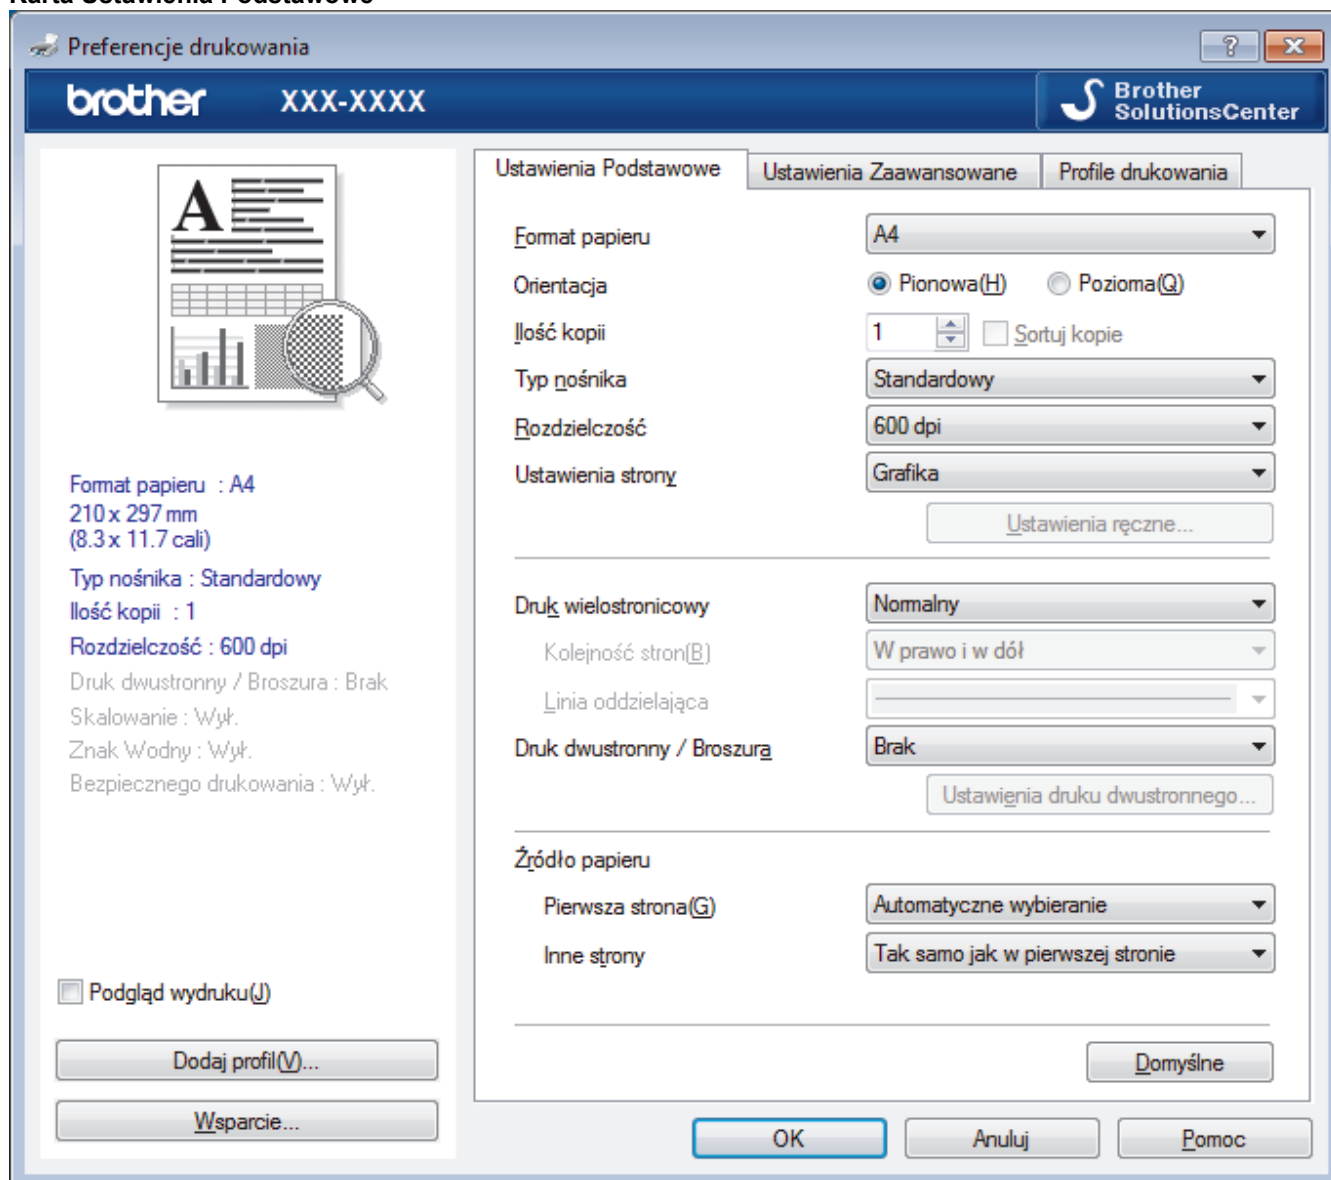 Karta Ustawienia Podstawowe
Preferencje drukowania
brother XXX-XXXX
Brother
SolutionsCenter
A
Format papieru : A4
210 x 297 mm
(8.3 x 11.7 cali)
Typ nośnika : Standardowy
Ilość kopii : 1
Rozdzielczość : 600 dpi
Druk dwustronny / Broszura : Brak
Skalowanie : Wył.
Znak Wodny : Wył.
Bezpiecznego drukowania : Wył.
Podgląd wydruku(J)
Dodaj profil(V)...
Wsparcie...
Ustawienia Podstawowe Ustawienia Zaawansowane Profile drukowania
Format papieru A4
Orientacja Pionowa(H) Pozioma(Q)
Ilość kopii 1 Sortuj kopie
Typ nośnika Standardowy
Rozdzielczość 600 dpi
Ustawienia strony Grafika
Ustawienia ręczne...
Druk wielostronicowy Normalny
Kolejność stron(B) W prawo i w dół
Linia oddzielająca
Druk dwustronny / Broszura Brak
Ustawienia druku dwustronnego...
Źródło papieru
Pierwsza strona(G) Automatyczne wybieranie
Inne strony Tak samo jak w pierwszej stronie
Domyślne
OK Anuluj Pomoc